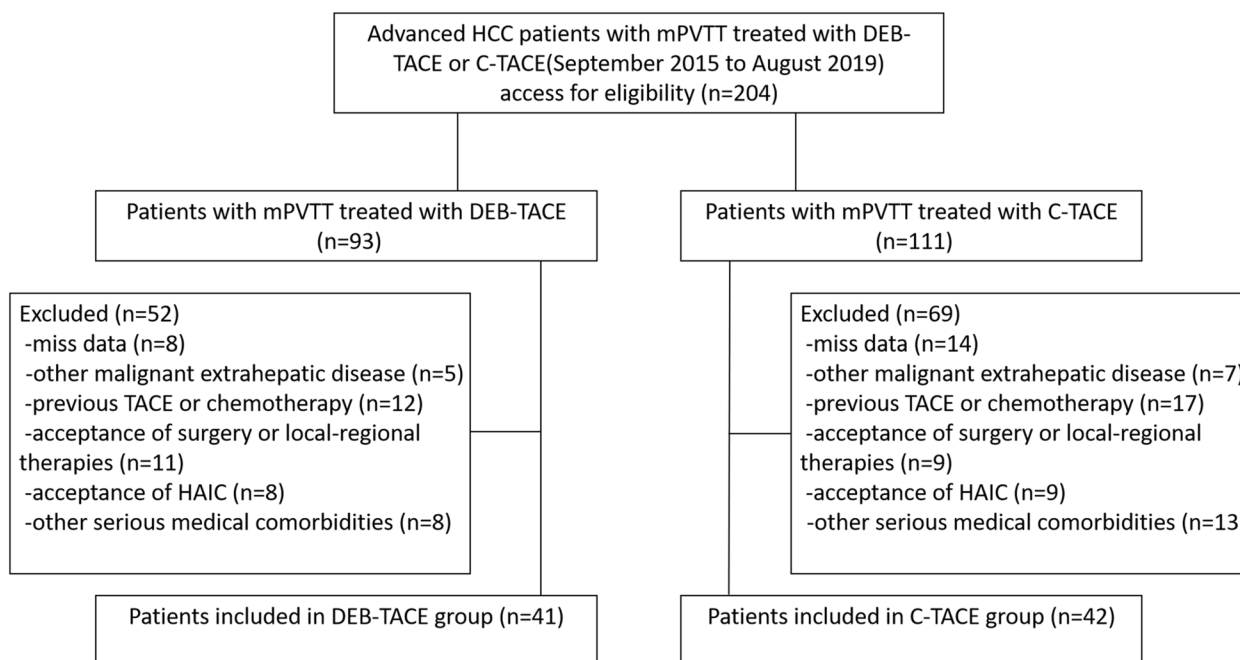 Advanced HCC patients with mPVTT treated with DEB-
TACE or C-TACE(September 2015 to August 2019)
access for eligibility (n=204)
Patients with mPVTT treated with DEB-TACE
(n=93)
Patients with mPVTT treated with C-TACE
(n=111)
Excluded (n=52)
-miss data (n=8)
-other malignant extrahepatic disease (n=5)
-previous TACE or chemotherapy (n=12)
-acceptance of surgery or local-regional
therapies (n=11)
-acceptance of HAIC (n=8)
-other serious medical comorbidities (n=8)
Excluded (n=69)
-miss data (n=14)
-other malignant extrahepatic disease (n=7)
-previous TACE or chemotherapy (n=17)
-acceptance of surgery or local-regional
therapies (n=9)
-acceptance of HAIC (n=9)
-other serious medical comorbidities (n=13
Patients included in DEB-TACE group (n=41)
Patients included in C-TACE group (n=42)